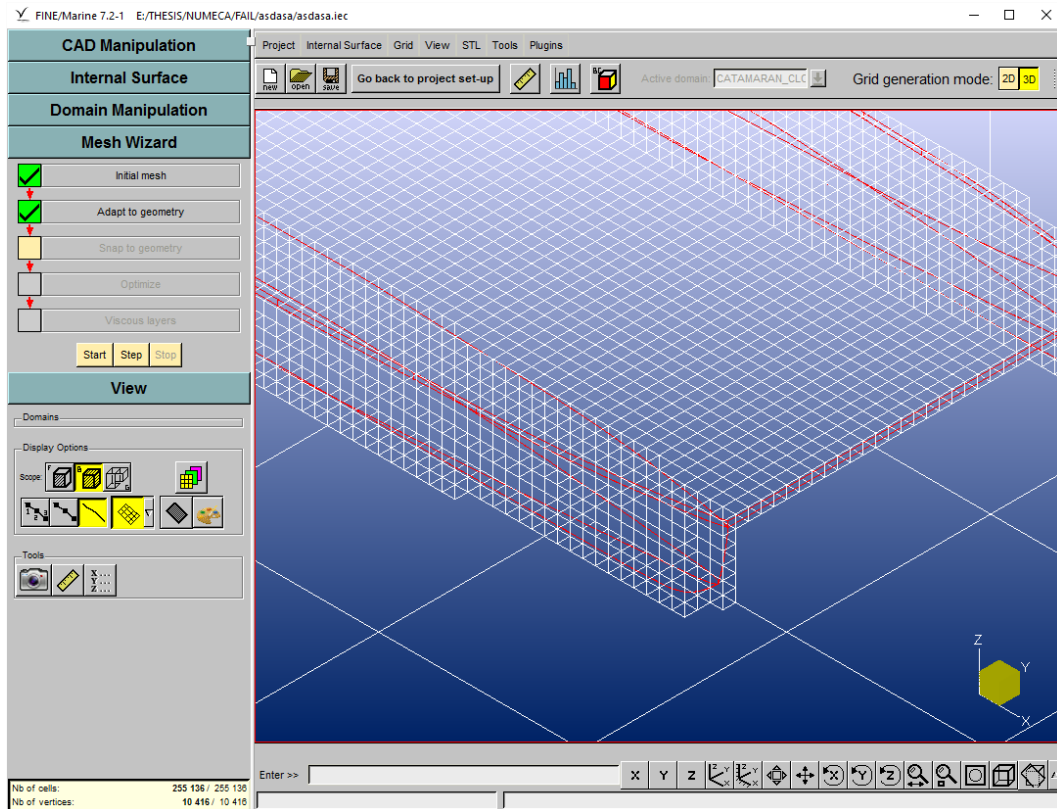 FINE/Marine 7.2-1 E:/THESIS/NUMECA/FAIL/asdasa/asdasa.iec
CAD Manipulation
Internal Surface
Domain Manipulation
Mesh Wizard
Initial mesh
Adapt to geometry
Snap to geometry
Optimize
Viscous layers
Start Step Stop
View
Domains
Display Options
Scope:
F B G
1 2 3
Tools
X ...
Y ...
Z ...
Nb of cells: 255 136 / 255 136
Nb of vertices: 10 416 / 10 416
Project Internal Surface Grid View STL Tools Plugins
new open save Go back to project set-up BC Active domain: CATAMARAN_CLC Grid generation mode: 2D 3D
Z
Y
X
Enter >> X Y Z